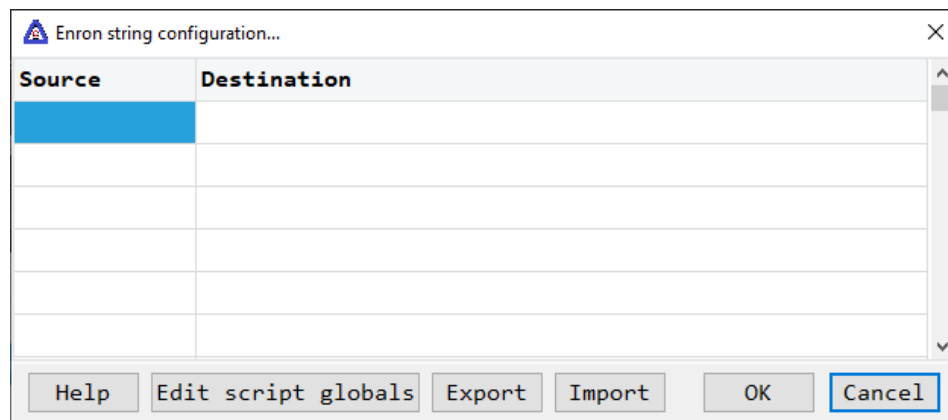 Enron string configuration...
Source Destination
Help Edit script globals Export Import OK Cancel